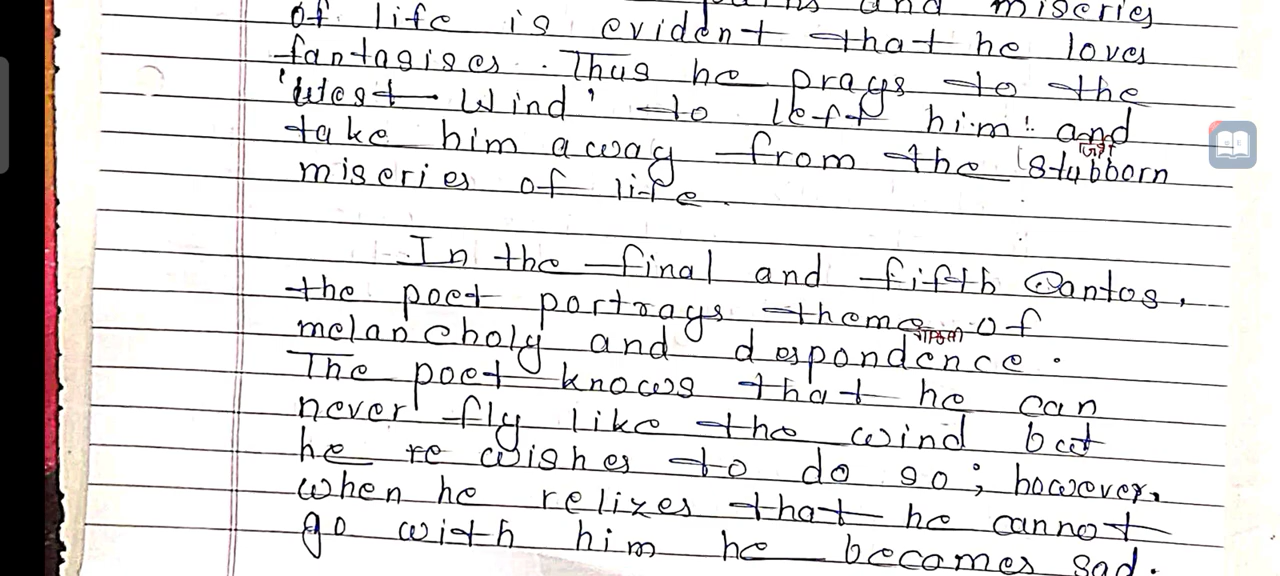 and miseries
of life is evident that he loves
fantagises. Thus he prays to the
'West Wind' to left him: and
take him away from the stubborn
miseries of life.
In the final and fifth Cantos,
the poet portrays theme of
melancholy and despondence.
The poet knows that he can
never fly like the wind but
he re wishes to do so; however,
when he relizes that he cannot
go with him he becomes sad.